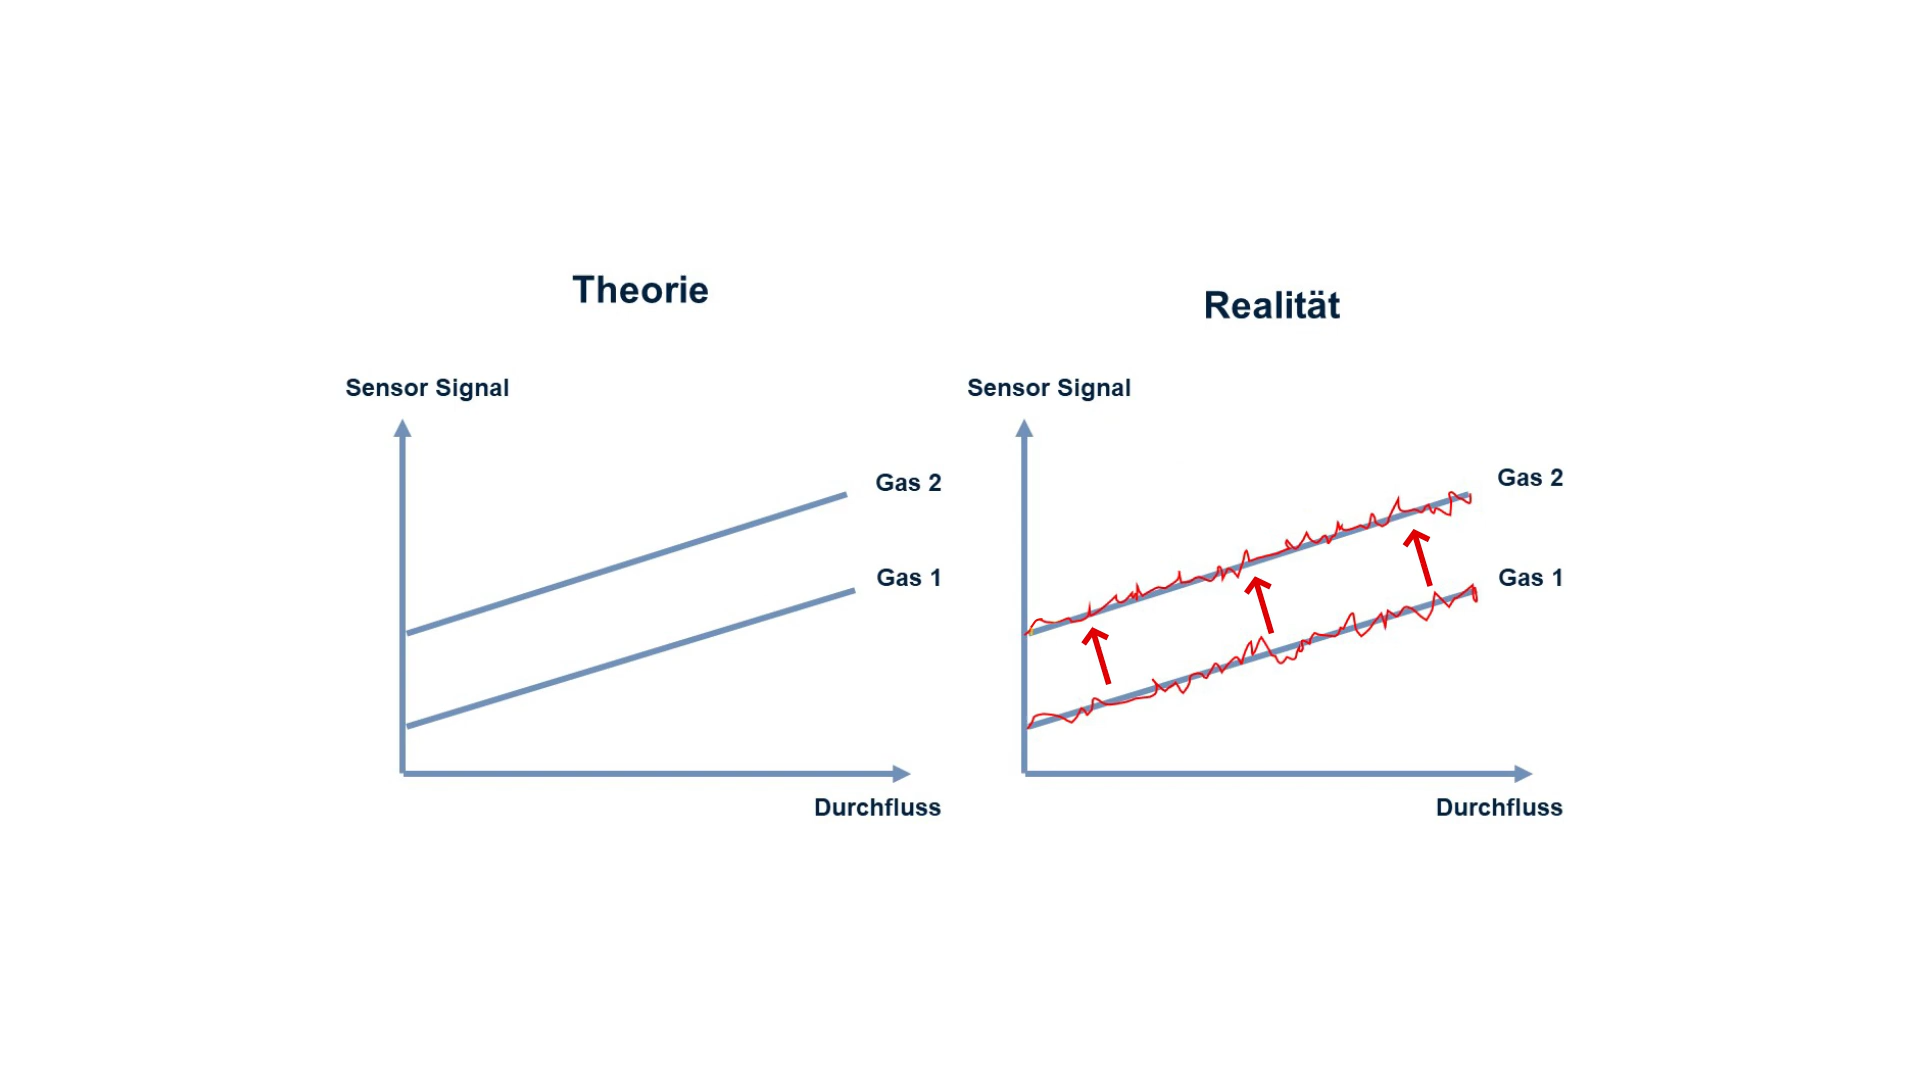 Theorie
Sensor Signal
Gas 2
Gas 1
Durchfluss
Realität
Sensor Signal
Gas 2
Gas 1
Durchfluss